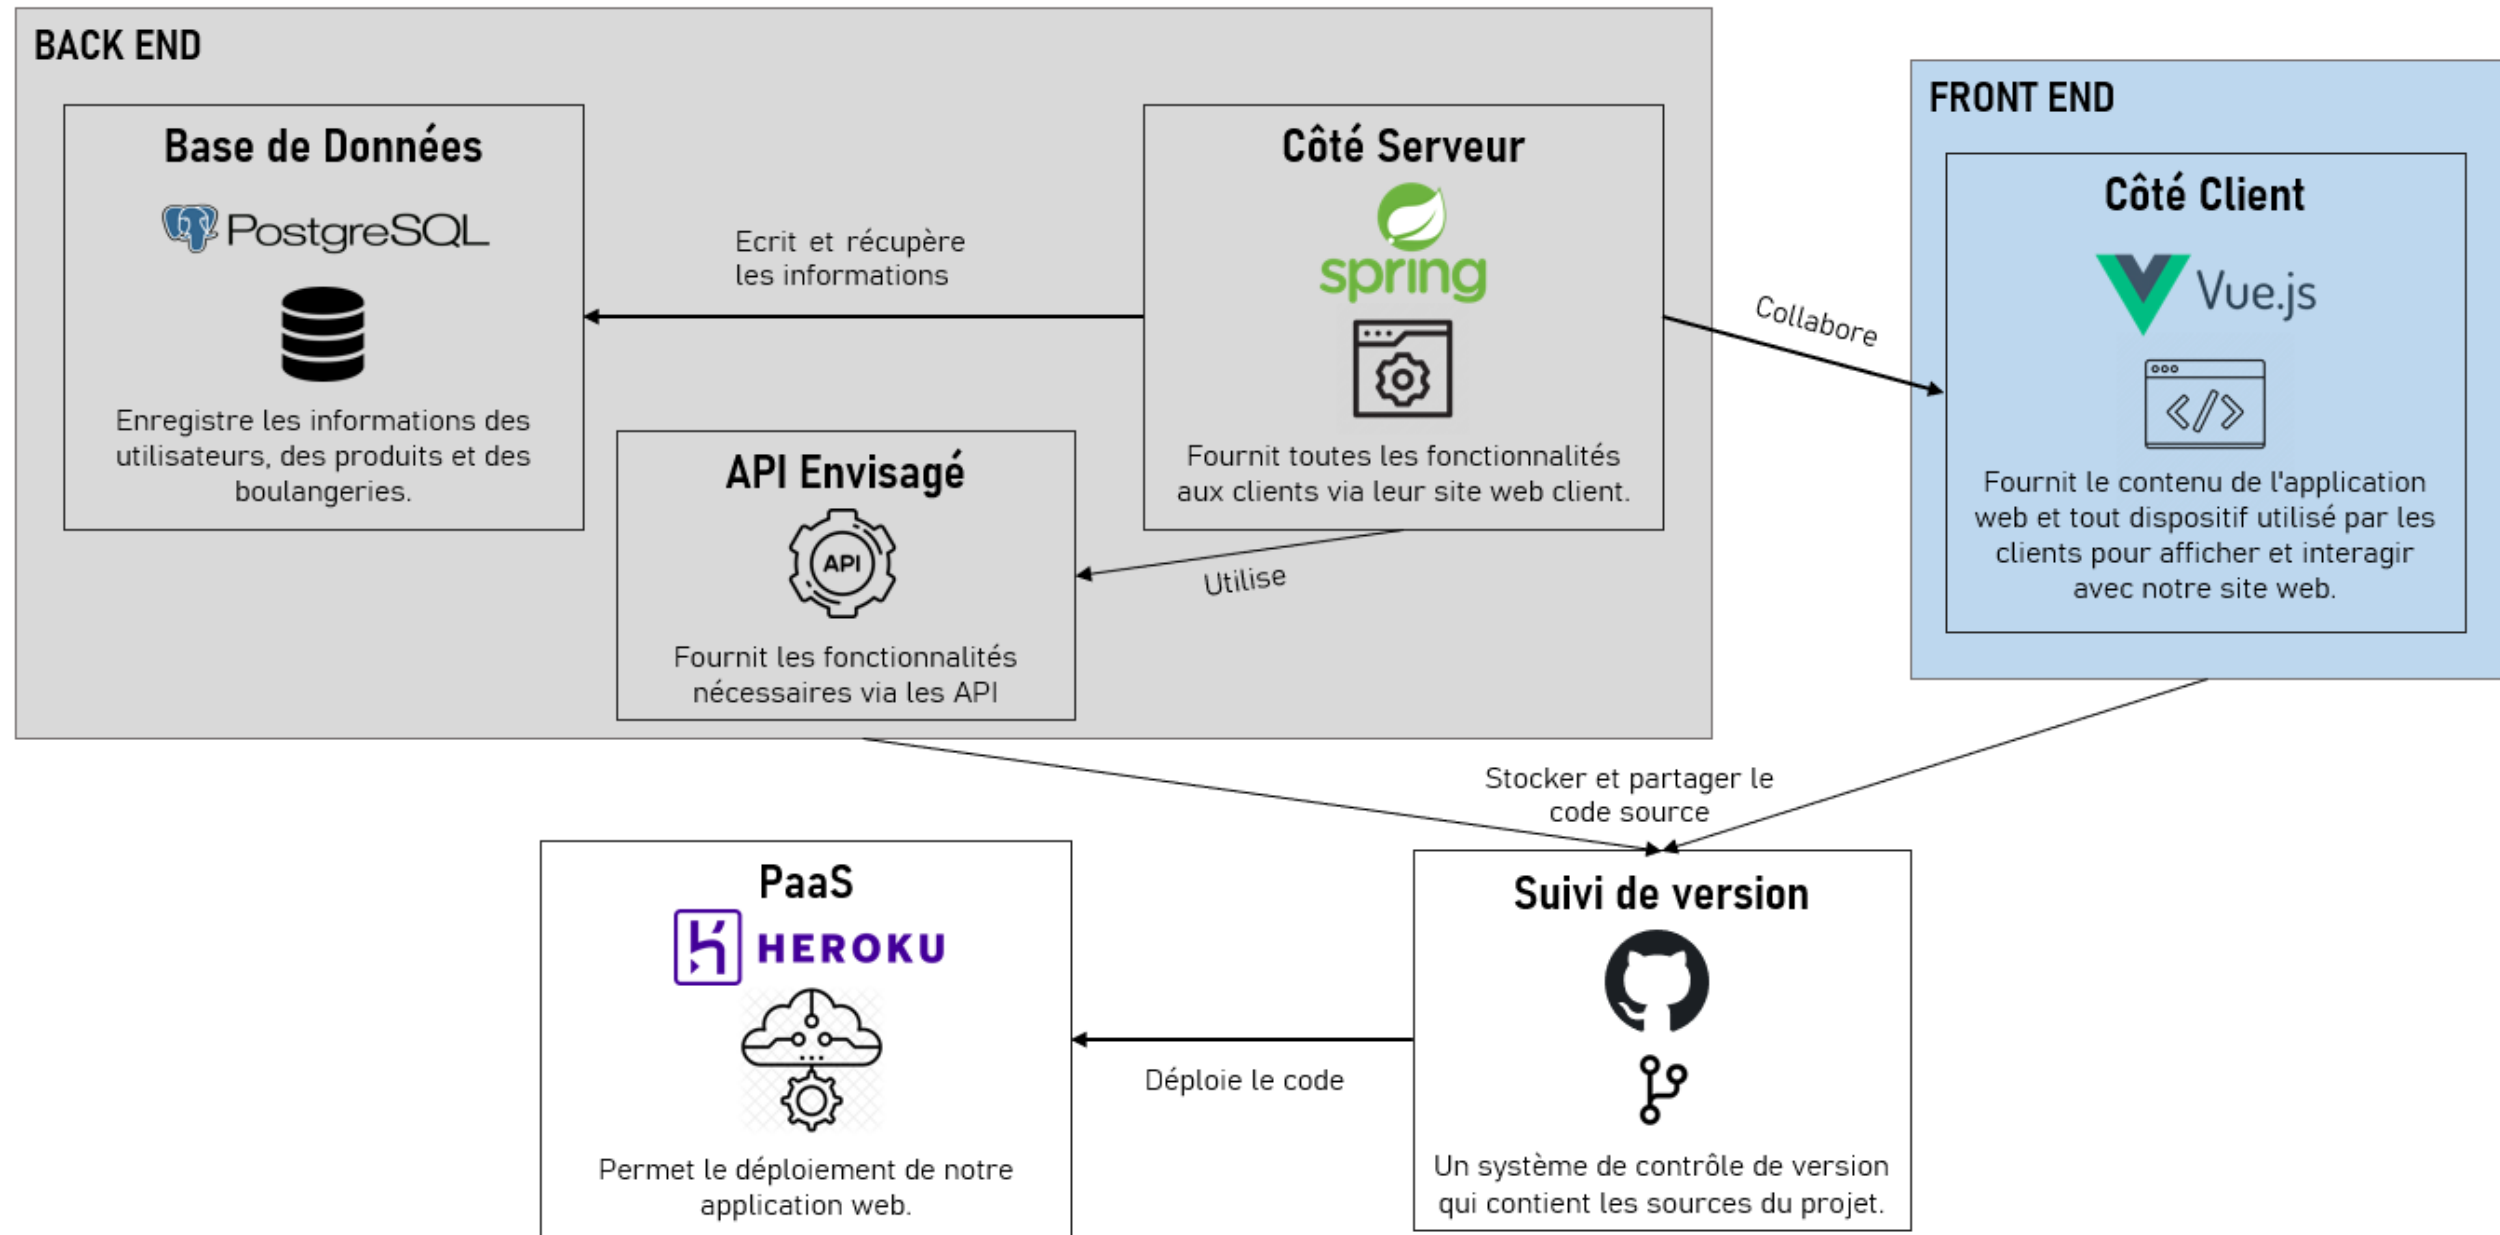 BACK END
Base de Données
PostgreSQL
Enregistre les informations des
utilisateurs, des produits et des
boulangeries.
Ecrit et récupère
les informations
Côté Serveur
spring
Fournit toutes les fonctionnalités
aux clients via leur site web client.
API Envisagé
API
Fournit les fonctionnalités
nécessaires via les API
Utilise
Collabore
FRONT END
Côté Client
Vue.js
Fournit le contenu de l'application
web et tout dispositif utilisé par les
clients pour afficher et interagir
avec notre site web.
Stocker et partager le
code source
PaaS
HEROKU
Permet le déploiement de notre
application web.
Déploie le code
Suivi de version
Un système de contrôle de version
qui contient les sources du projet.